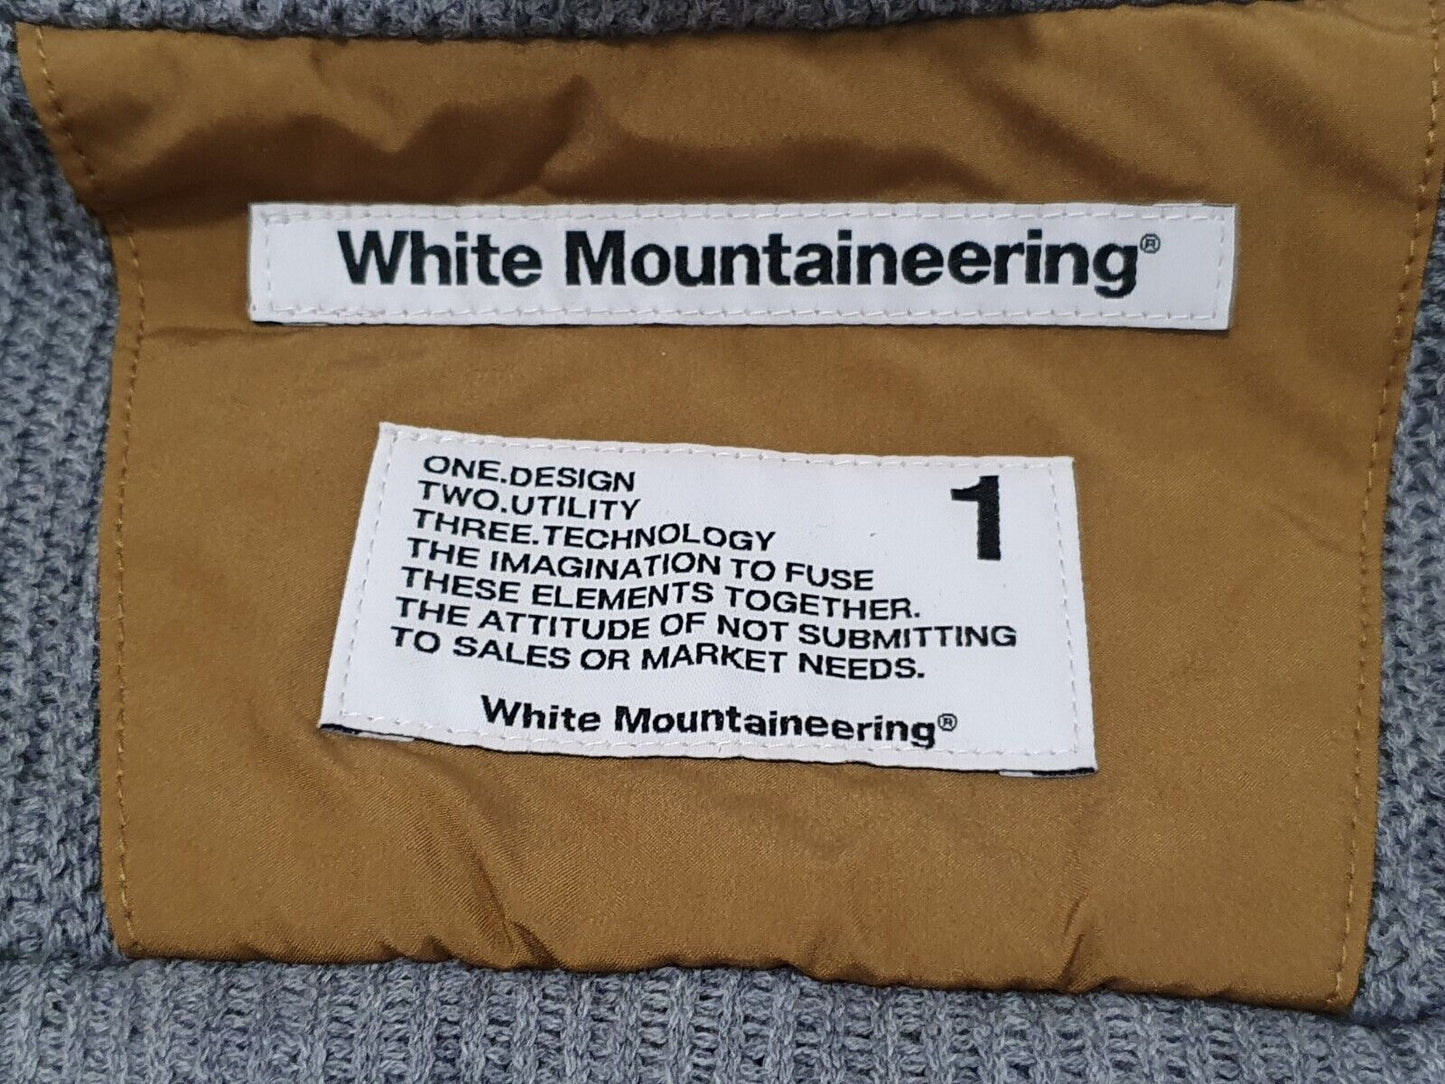 White Mountaineering®
ONE.DESIGN
1
TWO.UTILITY
THREE.TECHNOLOGY
THE IMAGINATION TO FUSE
THESE ELEMENTS TOGETHER.
THE ATTITUDE OF NOT SUBMITTING
TO SALES OR MARKET NEEDS.
White Mountaineering®